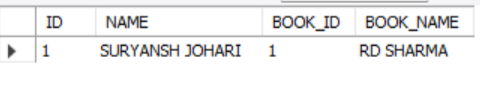 ID NAME BOOK_ID BOOK_NAME
1 SURYANSH JOHARI 1 RD SHARMA